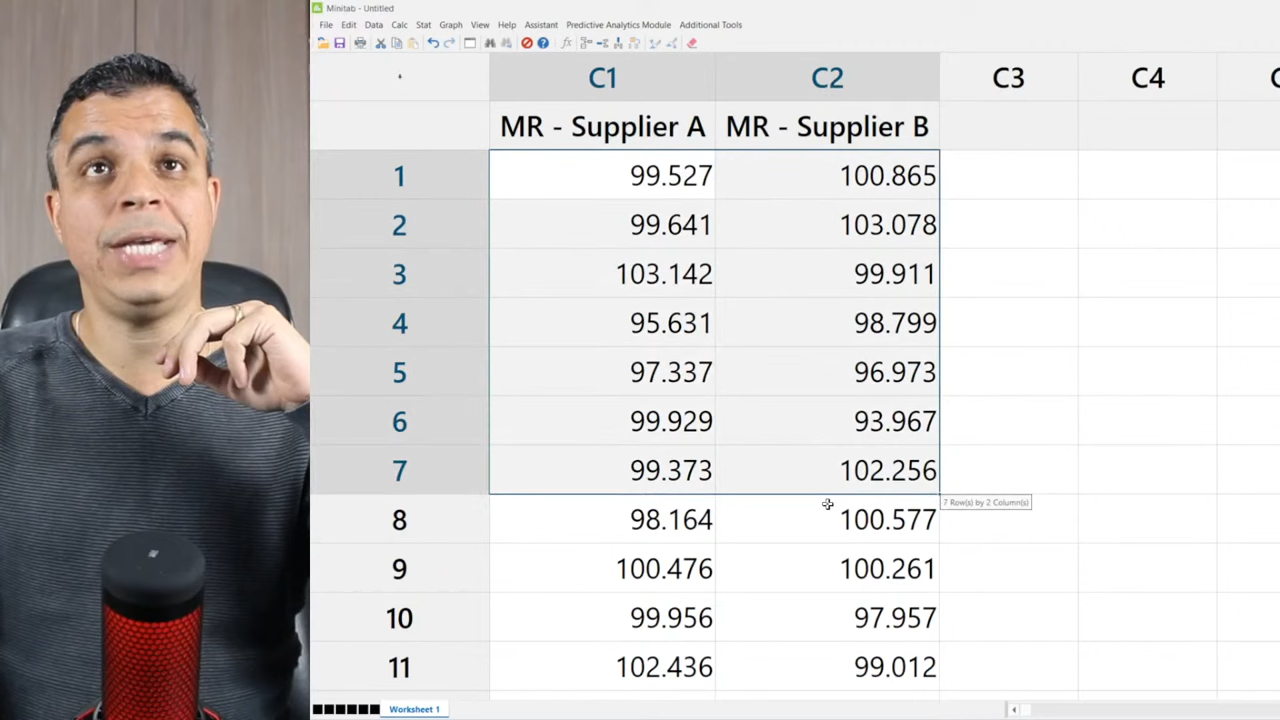 Minitab - Untitled
File Edit Data Calc Stat Graph View Help Assistant Predictive Analytics Module Additional Tools
C1 C2 C3 C4 C
MR - Supplier A MR - Supplier B
1 99.527 100.865
2 99.641 103.078
3 103.142 99.911
4 95.631 98.799
5 97.337 96.973
6 99.929 93.967
7 99.373 102.256
7 Row(s) by 2 Column(s)
8 98.164 100.577
9 100.476 100.261
10 99.956 97.957
11 102.436 99.012
Worksheet 1